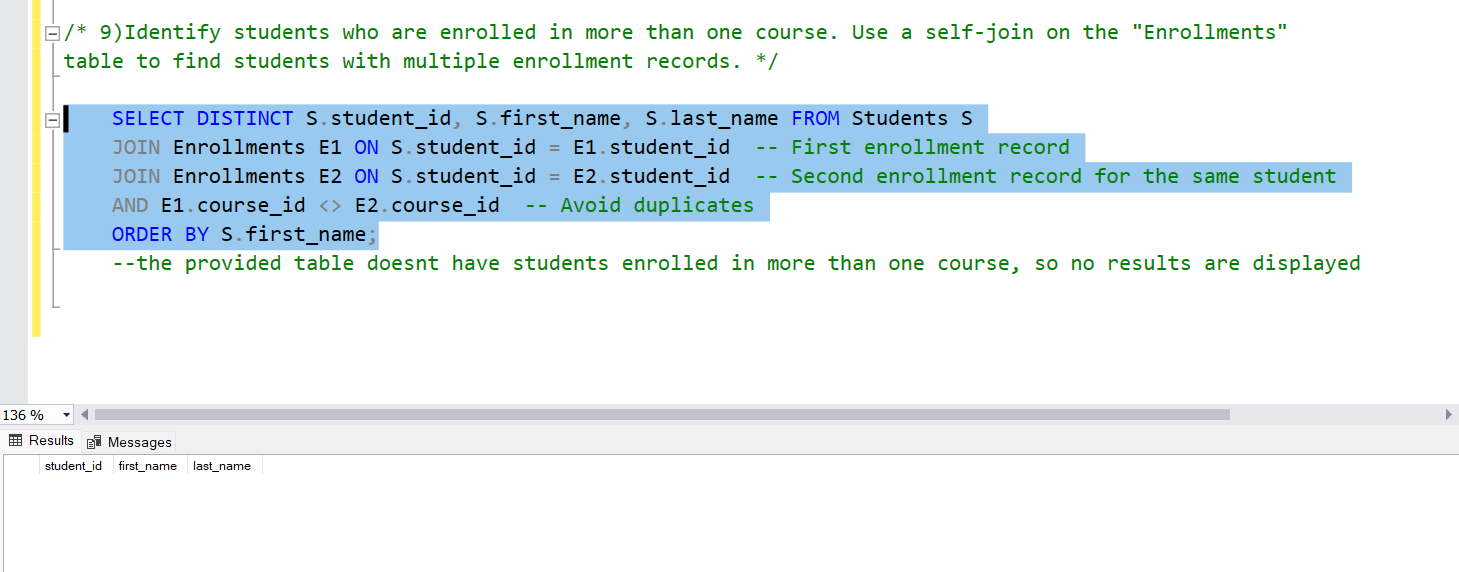 /* 9)Identify students who are enrolled in more than one course. Use a self-join on the "Enrollments"
table to find students with multiple enrollment records. */
SELECT DISTINCT S.student_id, S.first_name, S.last_name FROM Students S
JOIN Enrollments E1 ON S.student_id = E1.student_id  -- First enrollment record
JOIN Enrollments E2 ON S.student_id = E2.student_id  -- Second enrollment record for the same student
AND E1.course_id <> E2.course_id  -- Avoid duplicates
ORDER BY S.first_name;
--the provided table doesnt have students enrolled in more than one course, so no results are displayed
136 %
Results Messages
student_id first_name last_name